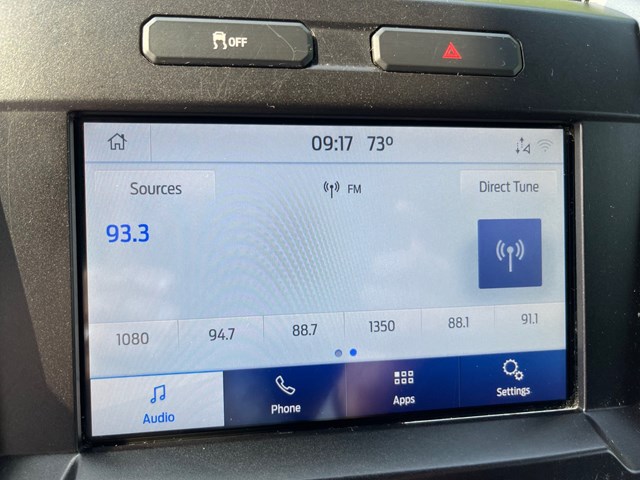 OFF
09:17 73°
Sources
FM
Direct Tune
93.3
1080 94.7 88.7 1350 88.1 91.1
Audio
Phone
Apps
Settings